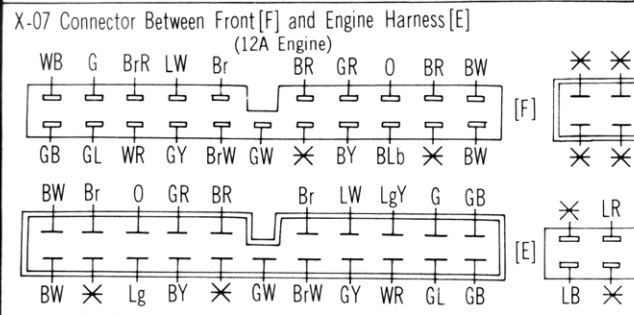 X-07 Connector Between Front[F] and Engine Harness[E]
(12A Engine)
WB G BrR LW Br BR GR O BR BW
[F]
GB GL WR GY BrW GW BY BLb BW
BW Br O GR BR Br LW LgY G GB
LR
[E]
BW Lg BY GW BrW GY WR GL GB
LB